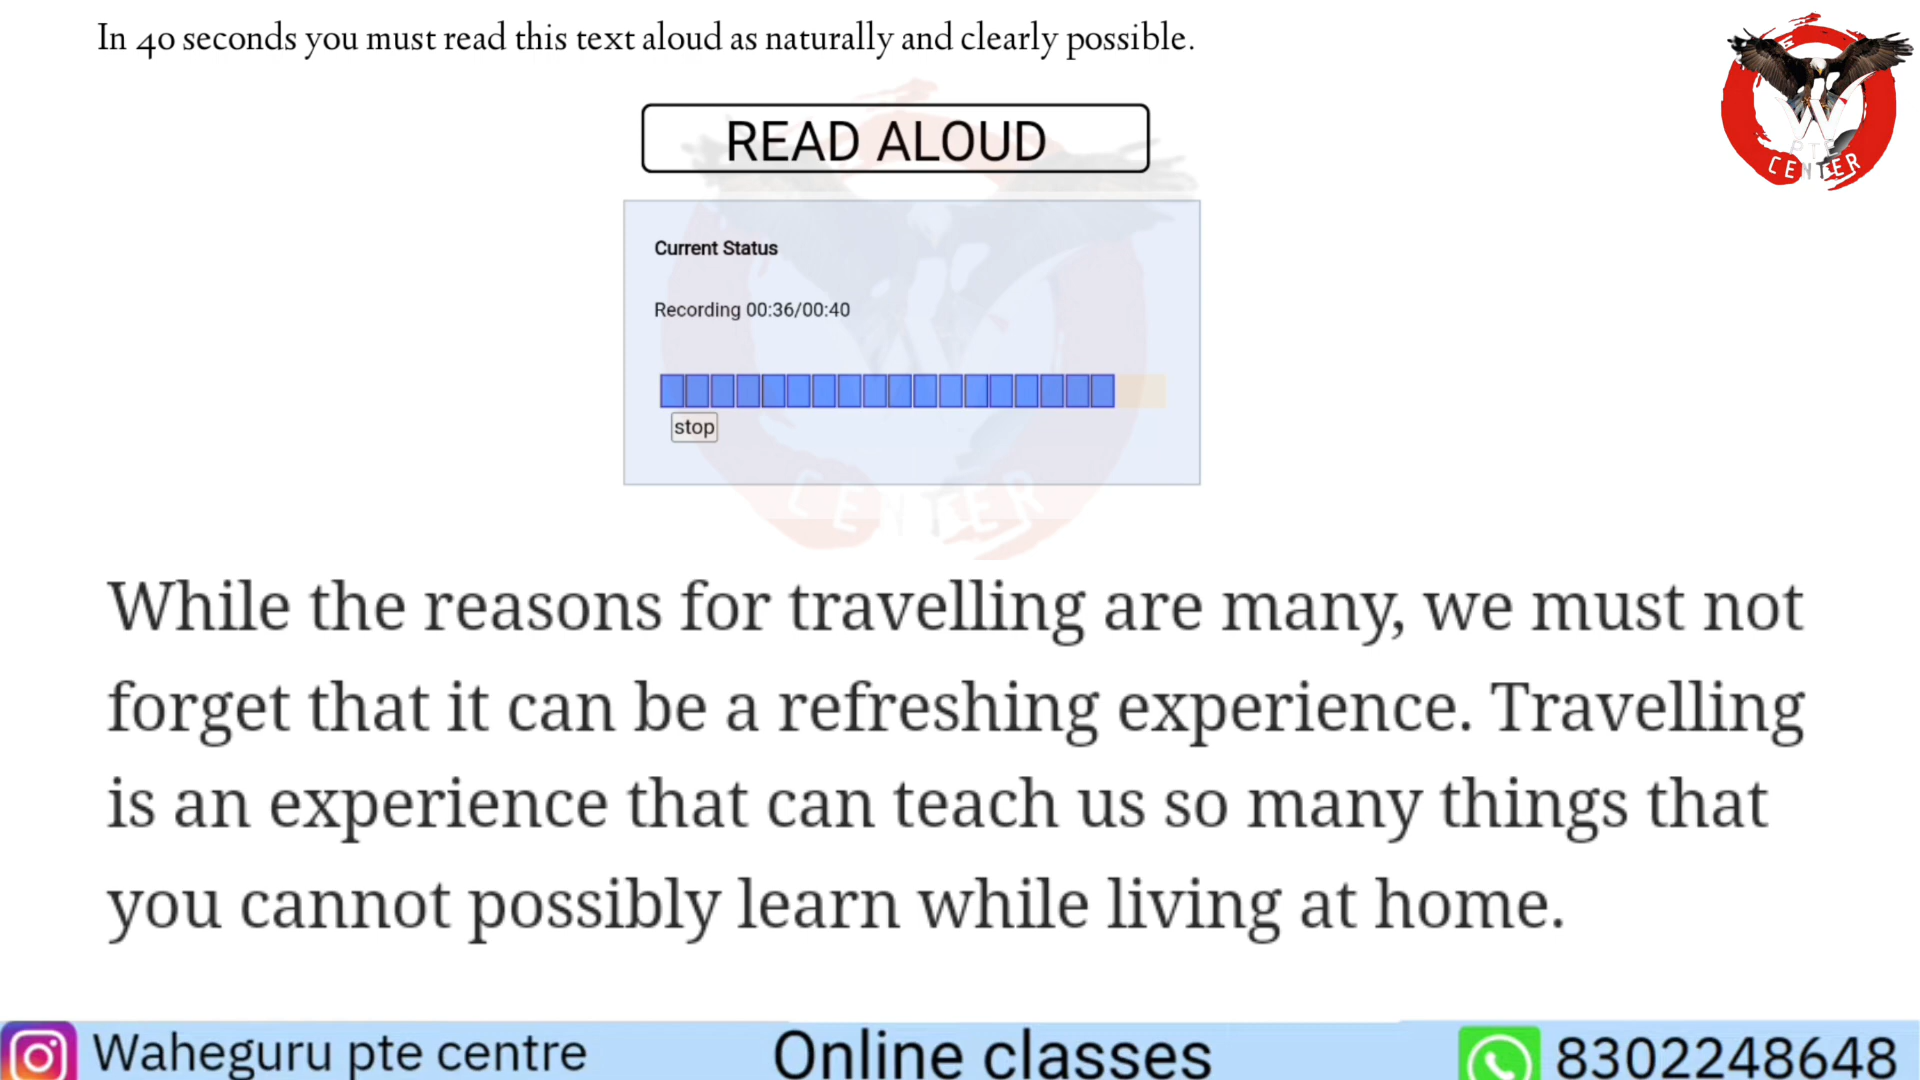 In 40 seconds you must read this text aloud as naturally and clearly possible.
READ ALOUD
W
PTE
CENTER
Current Status
Recording 00:36/00:40
stop
CENTER
While the reasons for travelling are many, we must not
forget that it can be a refreshing experience. Travelling
is an experience that can teach us so many things that
you cannot possibly learn while living at home.
Waheguru pte centre
Online classes
8302248648